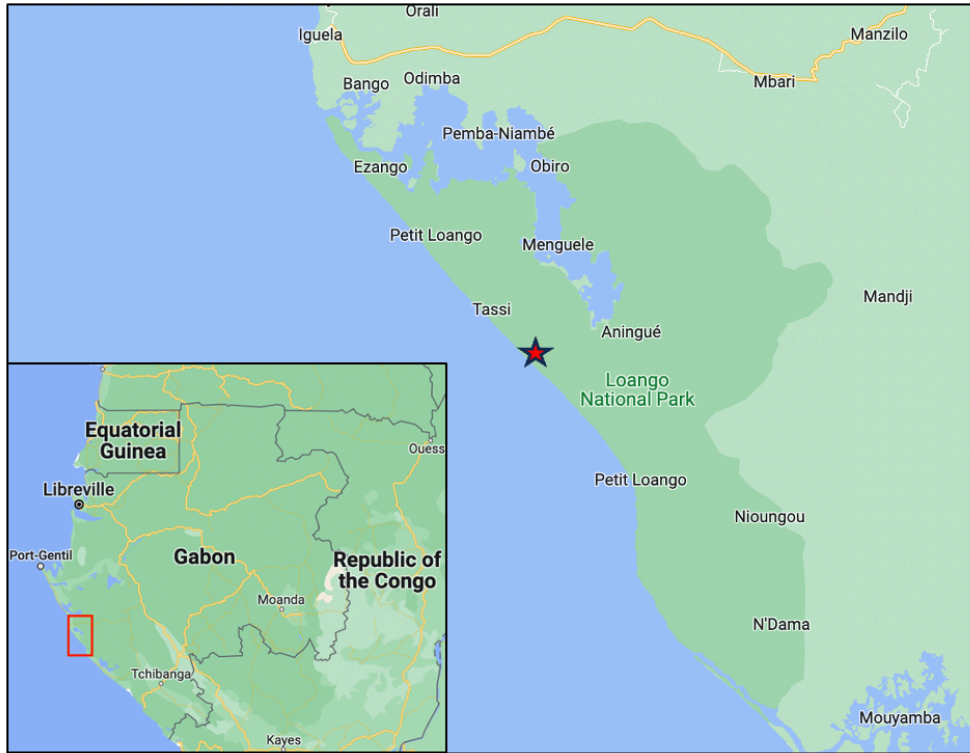 Orali
Iguela
Manzilo
Mbari
Bango
Odimba
Pemba-Niambé
Ezango
Obiro
Petit Loango
Menguele
Mandji
Tassi
Aningué
Loango
National Park
Petit Loango
Nioungou
N'Dama
Mouyamba
Equatorial
Guinea
Ouess
Libreville
Port-Gentil
Gabon
Republic of
the Congo
Moanda
Tchibanga
Kayes